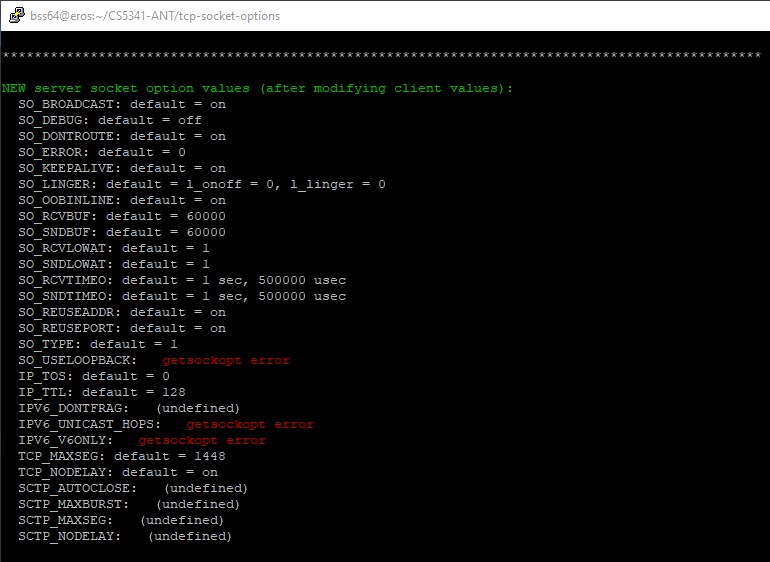 bss64@eros:~/CS5341-ANT/tcp-socket-options
***********************************************************************************************
NEW server socket option values (after modifying client values):
SO_BROADCAST: default = on
SO_DEBUG: default = off
SO_DONTROUTE: default = on
SO_ERROR: default = 0
SO_KEEPALIVE: default = on
SO_LINGER: default = l_onoff = 0, l_linger = 0
SO_OOBINLINE: default = on
SO_RCVBUF: default = 60000
SO_SNDBUF: default = 60000
SO_RCVLOWAT: default = 1
SO_SNDLOWAT: default = 1
SO_RCVTIMEO: default = 1 sec, 500000 usec
SO_SNDTIMEO: default = 1 sec, 500000 usec
SO_REUSEADDR: default = on
SO_REUSEPORT: default = on
SO_TYPE: default = 1
SO_USELOOPBACK:   getsockopt error
IP_TOS: default = 0
IP_TTL: default = 128
IPV6_DONTFRAG:   (undefined)
IPV6_UNICAST_HOPS:   getsockopt error
IPV6_V6ONLY:   getsockopt error
TCP_MAXSEG: default = 1448
TCP_NODELAY: default = on
SCTP_AUTOCLOSE:   (undefined)
SCTP_MAXBURST:   (undefined)
SCTP_MAXSEG:   (undefined)
SCTP_NODELAY:   (undefined)